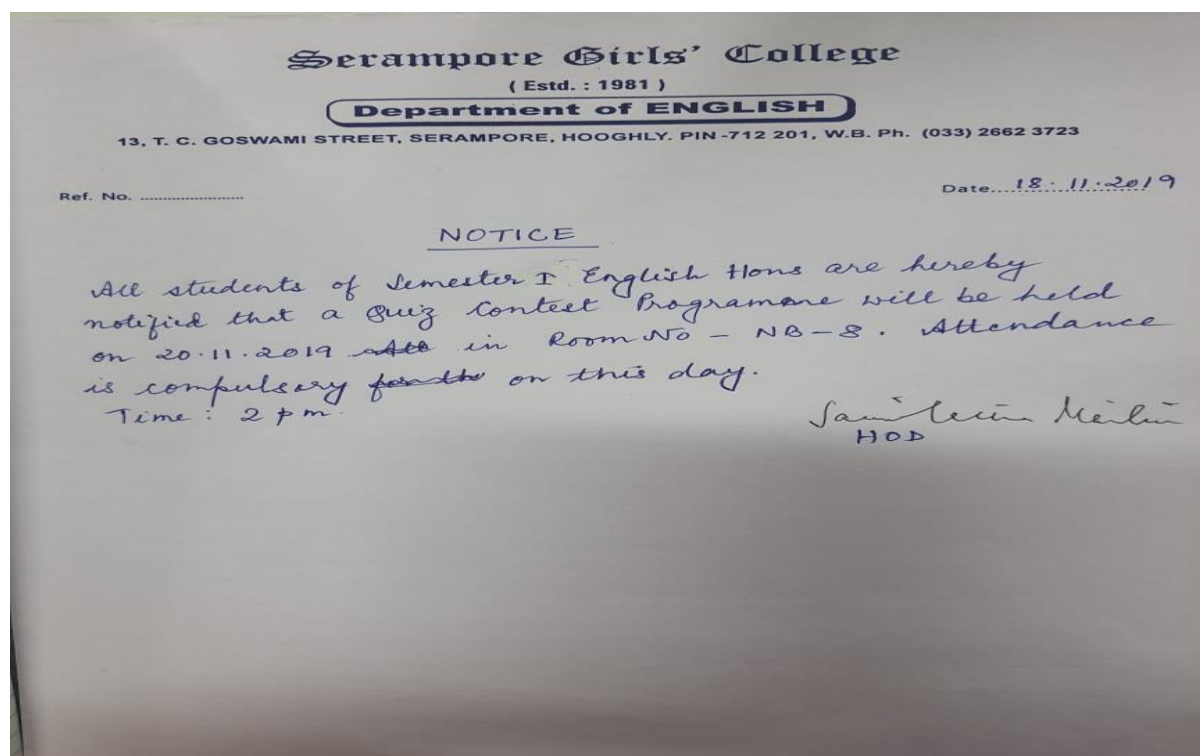 Serampore Girls' College
( Estd. : 1981 )
Department of ENGLISH
13, T. C. GOSWAMI STREET, SERAMPORE, HOOGHLY. PIN-712 201, W.B. Ph. (033) 2662 3723
Ref. No. ........................ Date....18.11.2019
NOTICE
All students of Semester I English Hons are hereby
notified that a Quiz Contest Programme will be held
on 20.11.2019 in Room No - NB-8. Attendance
is compulsory on this day.
Time : 2 pm.
HOD